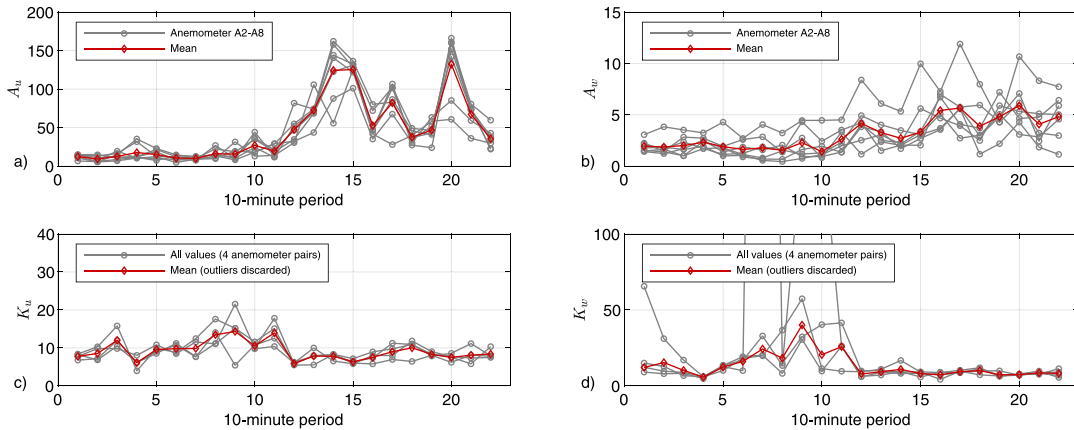 200
150
100
50
0
A_u
Anemometer A2-A8
Mean
a)
0 5 10 15 20
10-minute period
15
10
5
0
A_w
Anemometer A2-A8
Mean
b)
0 5 10 15 20
10-minute period
40
30
20
10
0
K_u
All values (4 anemometer pairs)
Mean (outliers discarded)
c)
0 5 10 15 20
10-minute period
100
50
0
K_w
All values (4 anemometer pairs)
Mean (outliers discarded)
d)
0 5 10 15 20
10-minute period